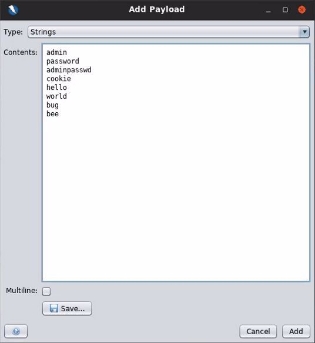 Add Payload
Type: Strings
Contents: admin
password
adminpasswd
cookie
hello
world
bug
bee
Multiline:
Save...
Cancel Add